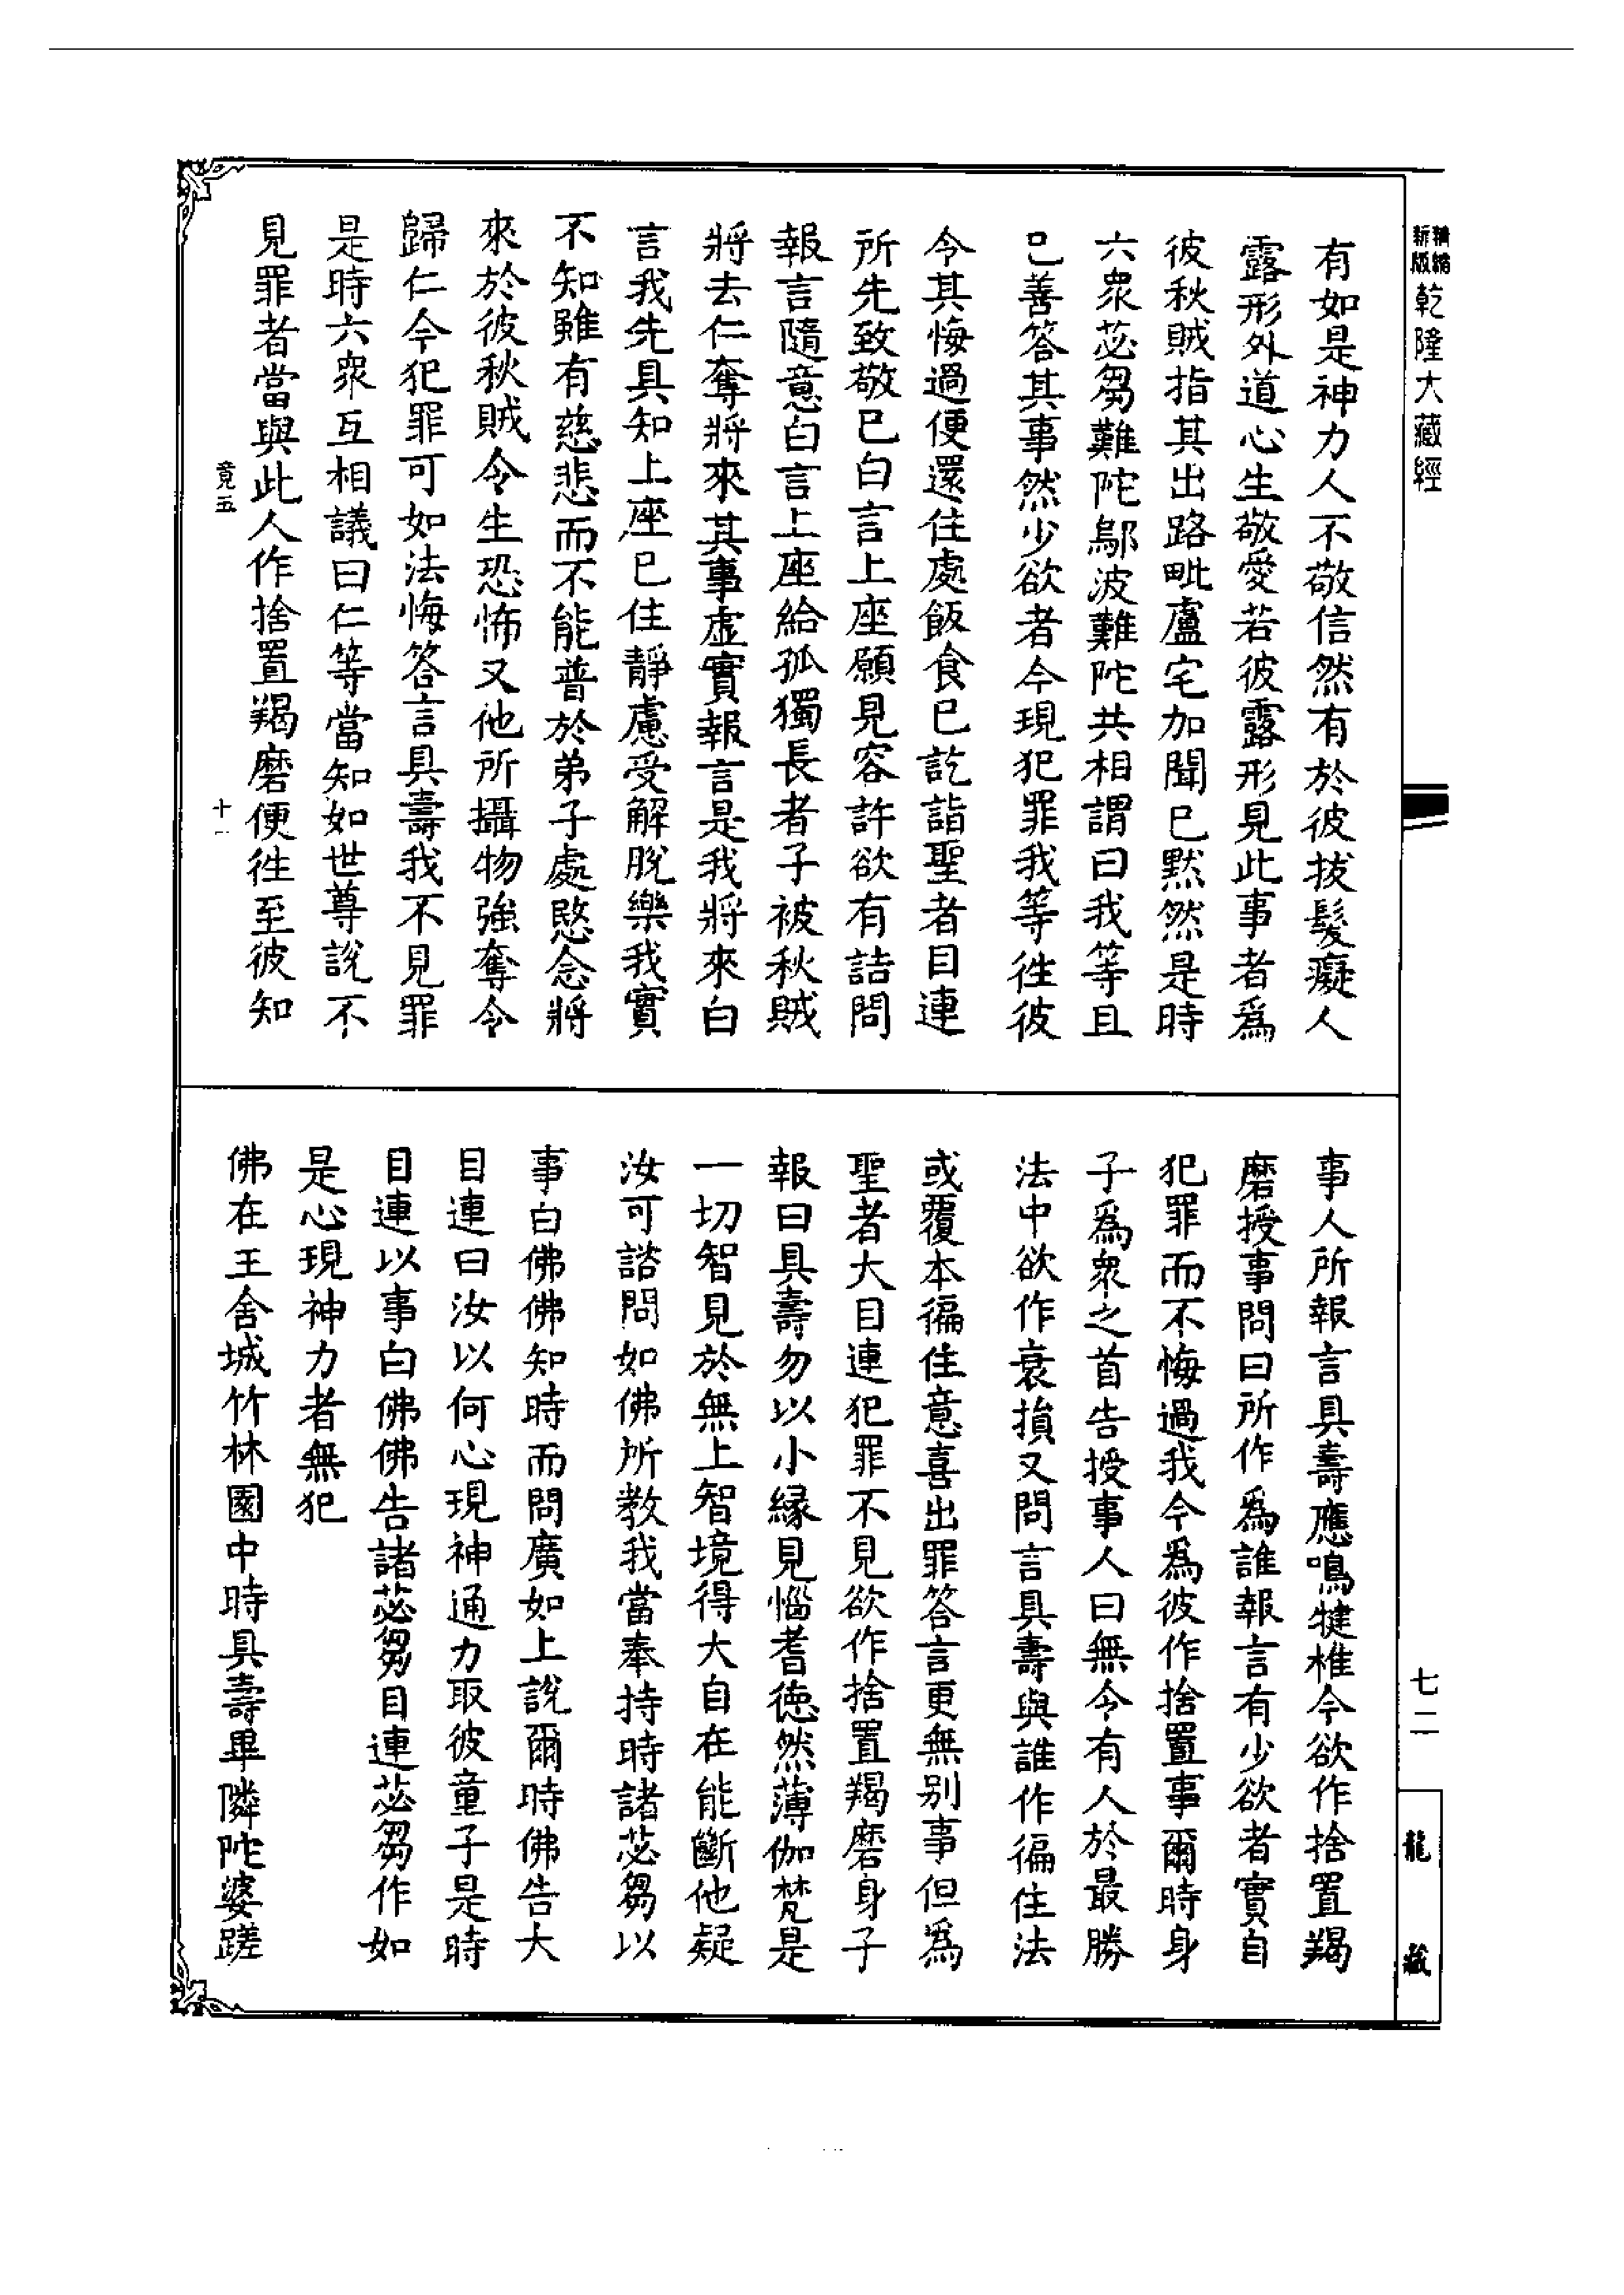 新版精縮乾隆大藏經
有如是神力人不敬信然有於彼拔髮癡人
露形外道心生敬愛若彼露形見此事者爲
彼秋賊指其出路毗盧宅加聞已黙然是時
六衆苾芻難陀鄔波難陀共相謂曰我等且
已善答其事然少欲者今現犯罪我等徃彼
令其悔過便還住處飯食已訖詣聖者目連
所先致敬已白言上座願見容許欲有詰問
報言隨意白言上座給孤獨長者子被秋賊
將去仁奪將來其事虛實報言是我將來白
言我先具知上座已住靜慮受解脫樂我實
不知雖有慈悲而不能普於弟子處愍念將
來於彼秋賊令生恐怖又他所攝物強奪令
歸仁今犯罪可如法悔答言具壽我不見罪
是時六衆互相議曰仁等當知如世尊說不
見罪者當與此人作捨置羯磨便徃至彼知
竟五
事人所報言具壽應鳴犍椎今欲作捨置羯
磨授事問曰所作爲誰報言有少欲者實自
犯罪而不悔過我今爲彼作捨置事爾時身
子爲衆之首告授事人曰無令有人於最勝
法中欲作衰損又問言具壽與誰作徧住法
或覆本徧住意喜出罪答言更無别事但爲
聖者大目連犯罪不見欲作捨置羯磨身子
報曰具壽勿以小緣見惱耆德然薄伽梵是
一切智見於無上智境得大自在能斷他疑
汝可諮問如佛所教我當奉持時諸苾芻以
事白佛佛知時而問廣如上說爾時佛告大
目連曰汝以何心現神通力取彼童子是時
目連以事白佛佛告諸苾芻目連苾芻作如
是心現神力者無犯
佛在王舍城竹林園中時具壽畢隣陀婆蹉
七二
龍藏